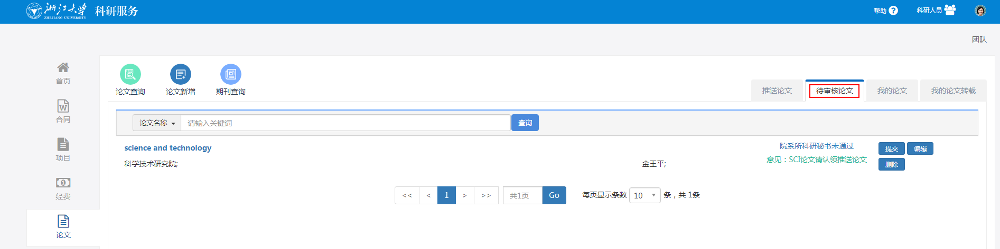 浙江大学
ZHEJIANG UNIVERSITY
科研服务
帮助 ?
科研人员
团队
首页
合同
项目
经费
论文
论文查询
论文新增
期刊查询
推送论文
待审核论文
我的论文
我的论文转载
论文名称
请输入关键词
查询
science and technology
院系所科研秘书未通过
提交
编辑
科学技术研究院;
金王平;
意见：SCI论文请认领推送论文
删除
<< < 1 > >> 共1页 Go 每页显示条数 10 条，共 1条